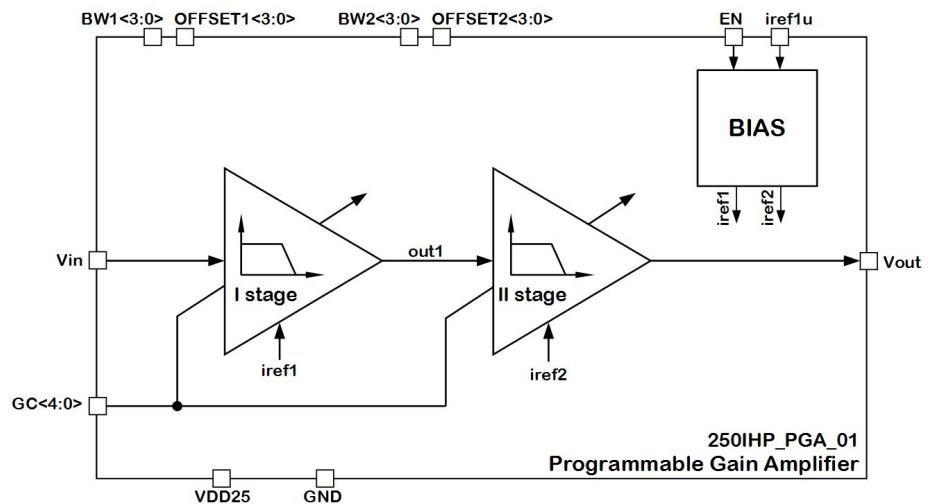 BW1<3:0> OFFSET1<3:0> BW2<3:0> OFFSET2<3:0> EN iref1u
BIAS
iref1 iref2
Vin
out1
Vout
I stage
II stage
iref1
iref2
GC<4:0>
250IHP_PGA_01
Programmable Gain Amplifier
VDD25 GND